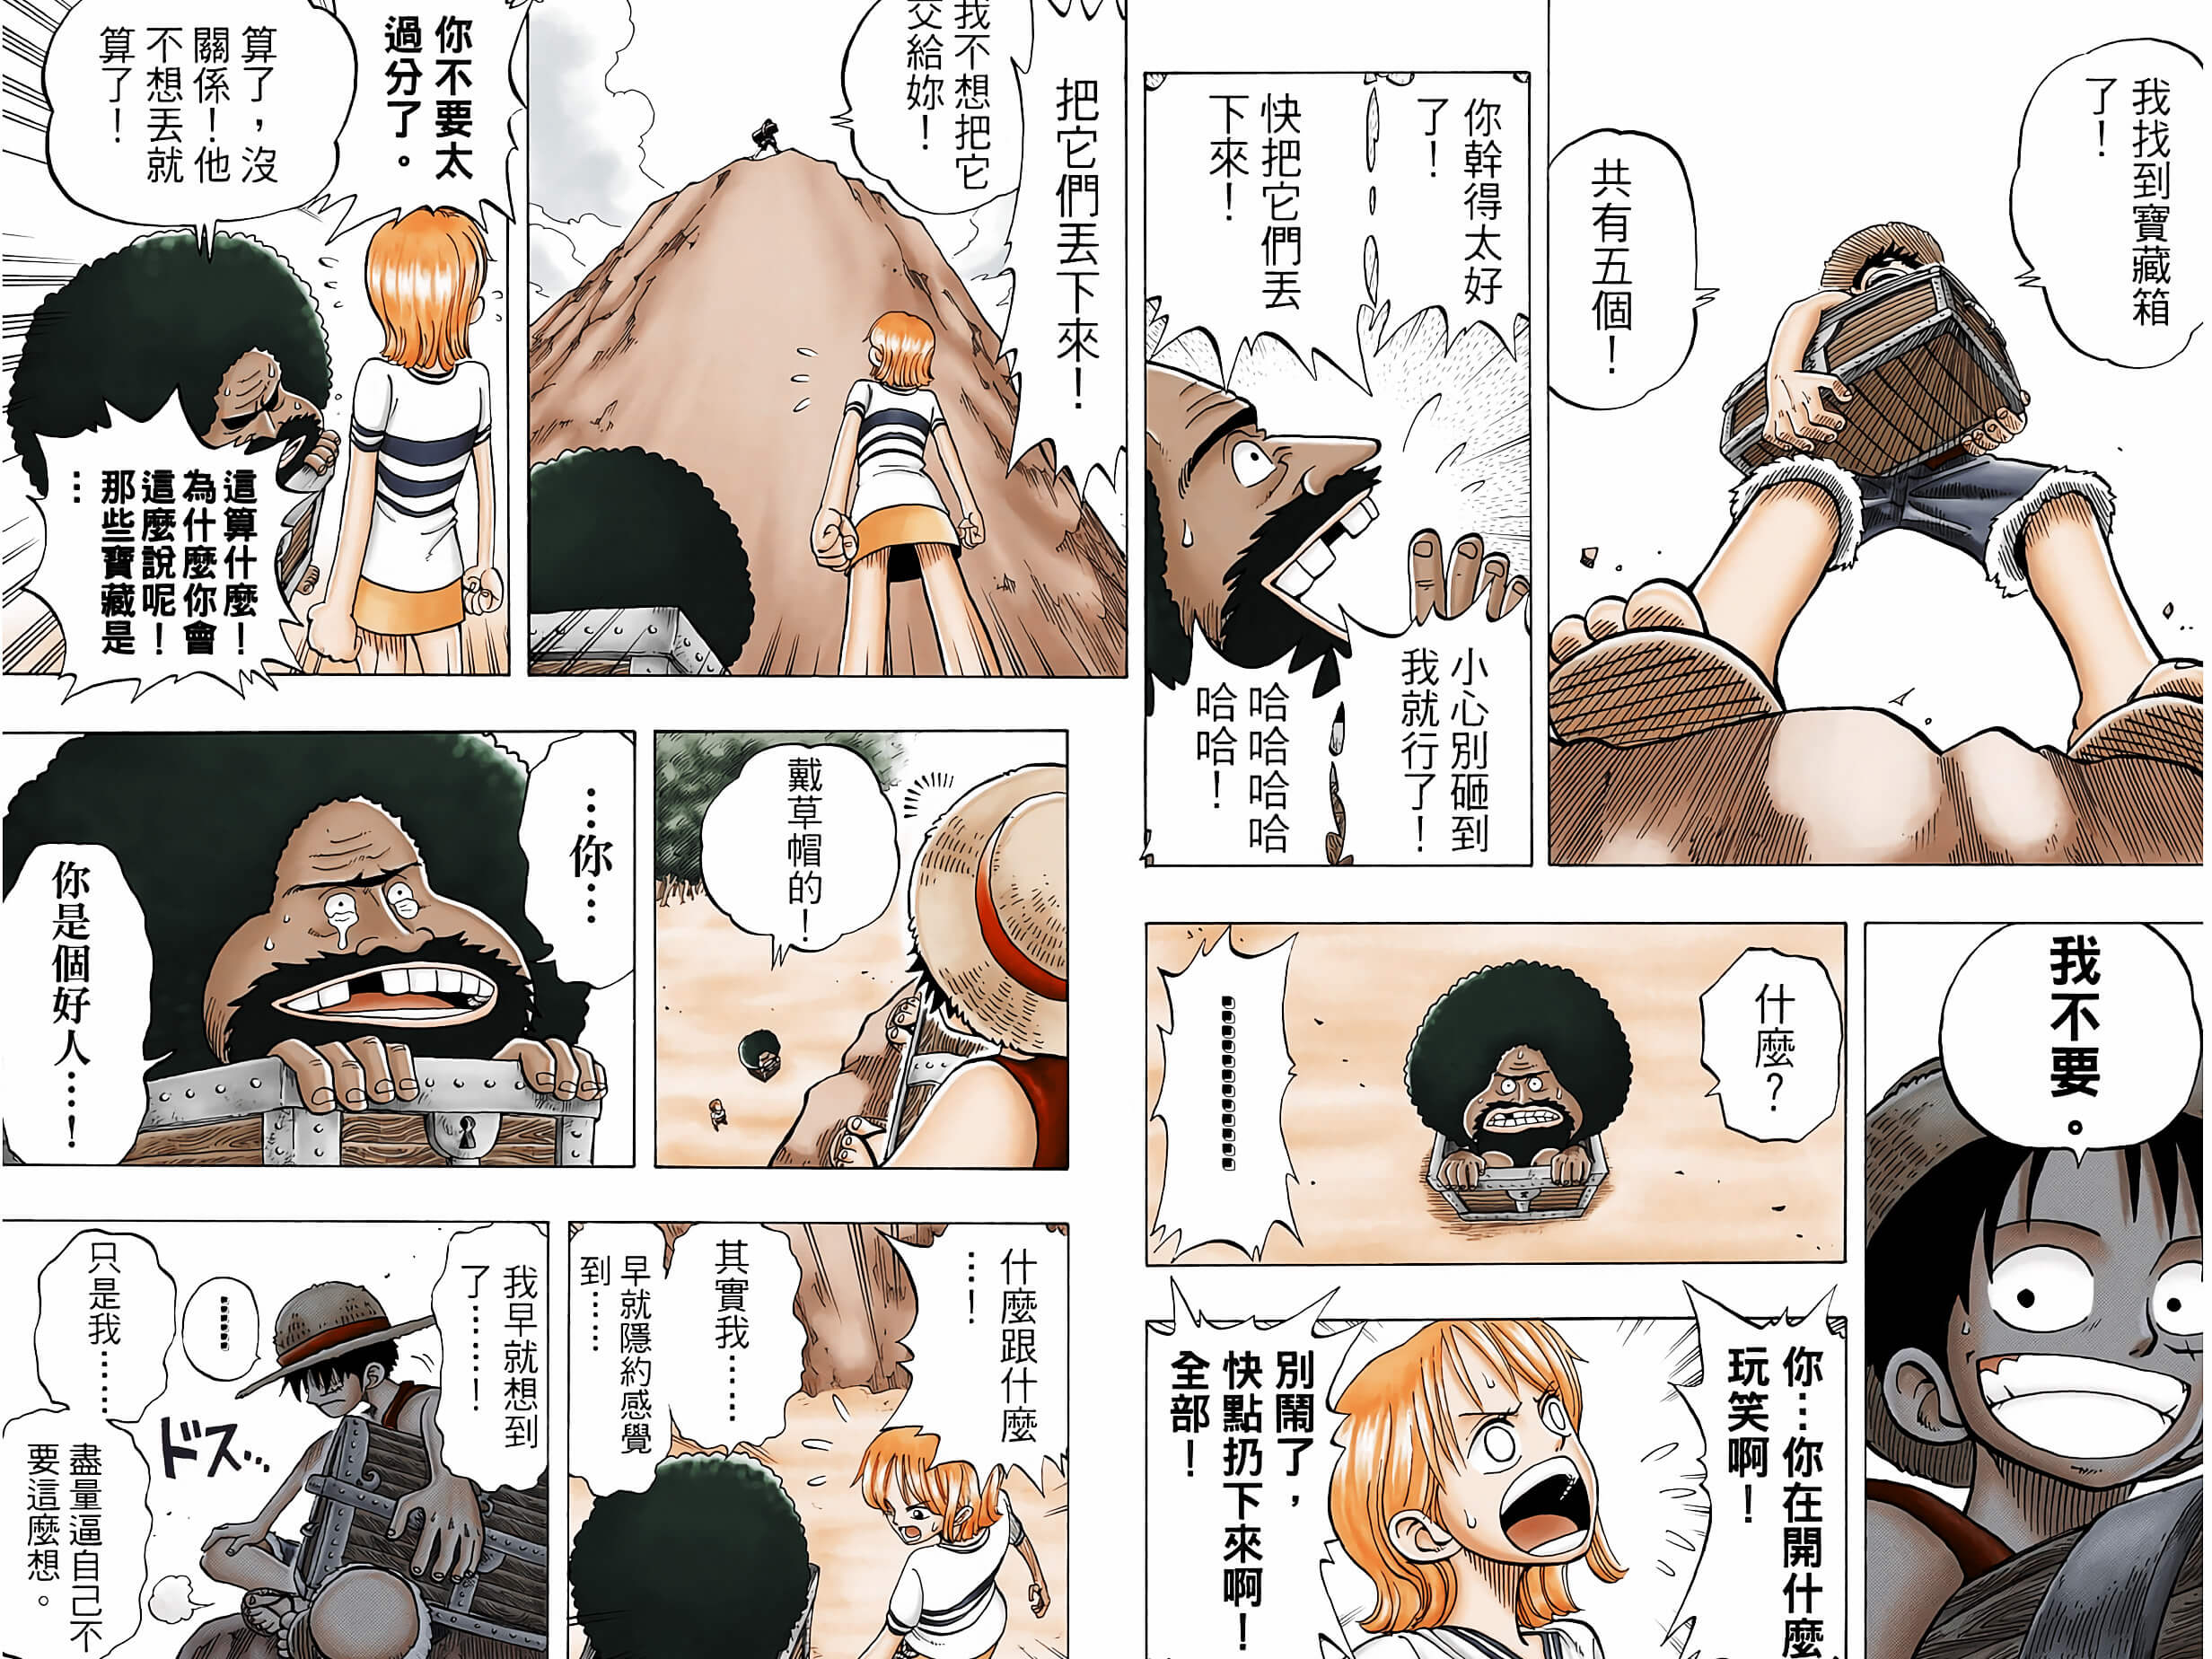 我找到寶藏箱
了！
共有五個！
你幹得太好
了！
快把它們丟
下來！
小心別砸到
我就行了！
哈哈哈哈
哈哈！
我不要。
什麼？
……………
你…你在開什麼
玩笑啊！
別鬧了，
快點扔下來啊！
全部！
把它們丟下來！
我不想把它
交給妳！
你不要太
過分了。
算了，沒
關係！他
不想丟就
算了！
這算什麼！
為什麼你會
這麼說呢！
那些寶藏是
…
戴草帽的！
…你…
你是個好人…！
什麼跟什麼
…！
其實我……
早就隱約感覺
到……
我早就想到
了……！
……
ドス…
只是我……
盡量逼自己不
要這麼想。